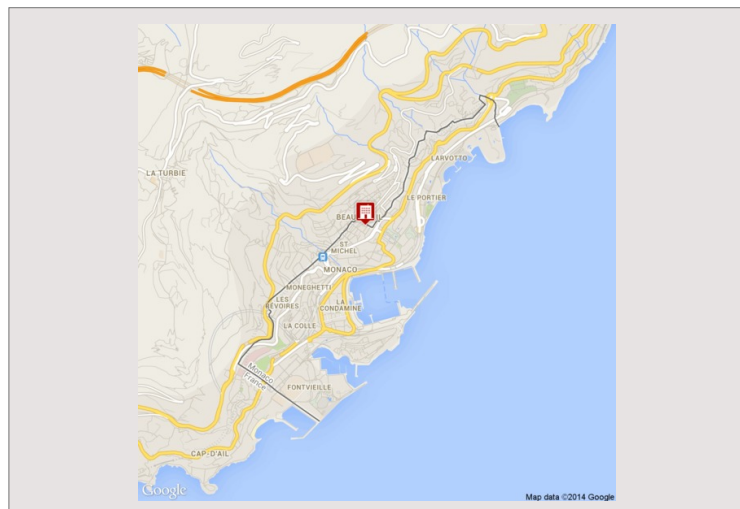 LARVOTTO
LA TURBIE
LE PORTIER
ST
MICHEL
MONACO
MONEGHETTI
LES
RÉVOIRES
LA
CONDAMINE
LA COLLE
Monaco
France
FONTVIEILLE
CAP-D'AIL
Google
Map data ©2014 Google